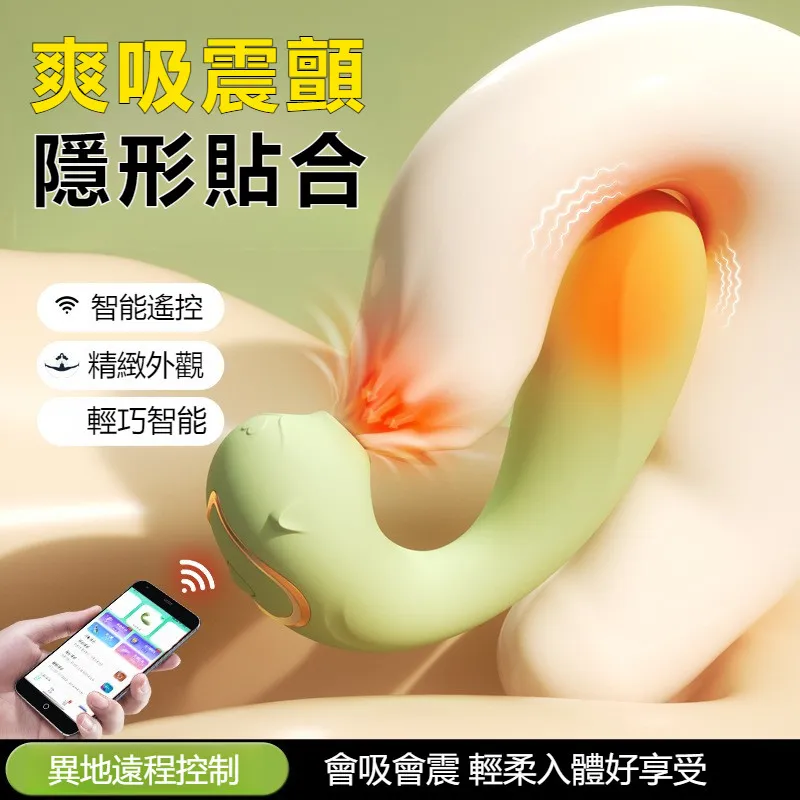 爽吸震顫
隱形貼合
智能遙控
精緻外觀
輕巧智能
異地遠程控制
會吸會震 輕柔入體好享受